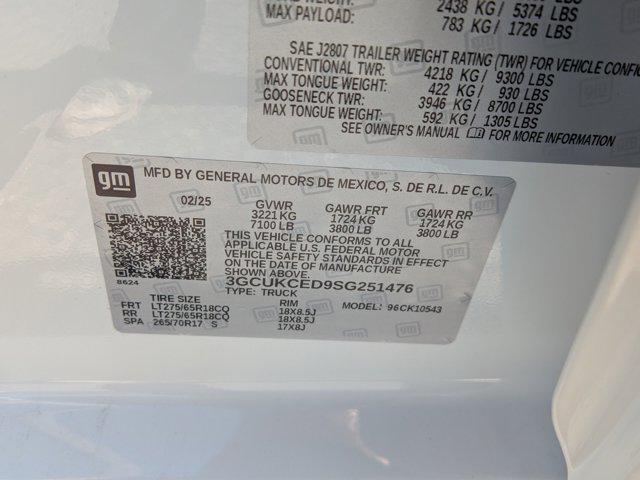 2438 KG / 5374 LBS
MAX PAYLOAD: 783 KG / 1726 LBS
SAE J2807 TRAILER WEIGHT RATING (TWR) FOR VEHICLE CONFIG
CONVENTIONAL TWR: 4218 KG / 9300 LBS
MAX TONGUE WEIGHT: 422 KG / 930 LBS
GOOSENECK TWR: 3946 KG / 8700 LBS
MAX TONGUE WEIGHT: 592 KG / 1305 LBS
SEE OWNER'S MANUAL FOR MORE INFORMATION
gm MFD BY GENERAL MOTORS DE MEXICO, S. DE R.L. DE C.V.
02/25 GVWR GAWR FRT GAWR RR
3221 KG 1724 KG 1724 KG
7100 LB 3800 LB 3800 LB
THIS VEHICLE CONFORMS TO ALL
APPLICABLE U.S. FEDERAL MOTOR
VEHICLE SAFETY STANDARDS IN EFFECT
ON THE DATE OF MANUFACTURE
SHOWN ABOVE.
3GCUKCED9SG251476
8624 TYPE: TRUCK
TIRE SIZE RIM MODEL: 96CK10543
FRT LT275/65R18CQ 18X8.5J
RR LT275/65R18CQ 18X8.5J
SPA 265/70R17 S 17X8J